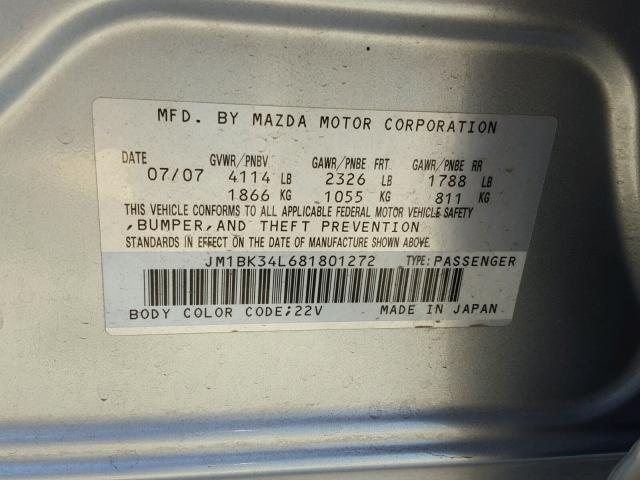 MFD. BY MAZDA MOTOR CORPORATION
DATE GVWR/PNBV GAWR/PNBE FRT. GAWR/PNBE RR
07/07 4114 LB 2326 LB 1788 LB
1866 KG 1055 KG 811 KG
THIS VEHICLE CONFORMS TO ALL APPLICABLE FEDERAL MOTOR VEHICLE SAFETY
,BUMPER,AND THEFT PREVENTION
STANDARDS IN EFFECT ON THE DATE OF MANUFACTURE SHOWN ABOVE.
JM1BK34L681801272 TYPE:PASSENGER
BODY COLOR CODE;22V MADE IN JAPAN